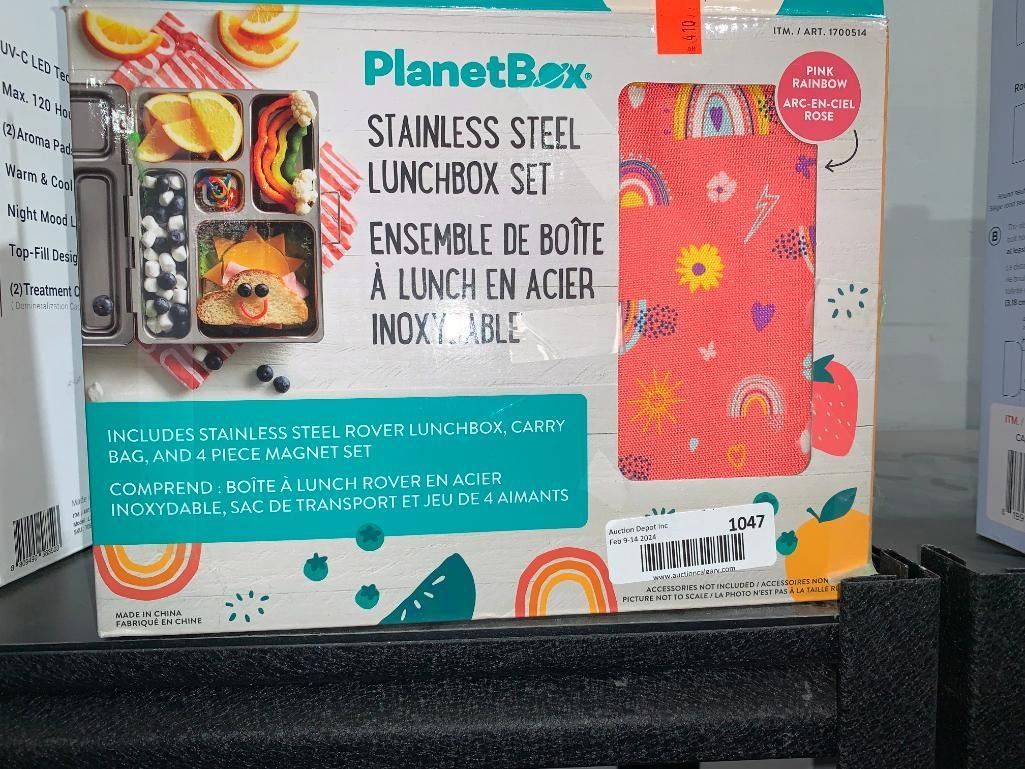 UV-C LED Tec
Max. 120 Hou
(2)Aroma Pads
Warm & Cool
Night Mood L
Top-Fill Design
(2)Treatment C
ITM. / ART. 1700514
PlanetBox
STAINLESS STEEL
LUNCHBOX SET
ENSEMBLE DE BOÎTE
À LUNCH EN ACIER
INOXYDABLE
PINK
RAINBOW
ARC-EN-CIEL
ROSE
INCLUDES STAINLESS STEEL ROVER LUNCHBOX, CARRY
BAG, AND 4 PIECE MAGNET SET
COMPREND : BOÎTE À LUNCH ROVER EN ACIER
INOXYDABLE, SAC DE TRANSPORT ET JEU DE 4 AIMANTS
Auction Depot Inc
Feb 9-14 2024
1047
www.auctioncalgary.com
ACCESSORIES NOT INCLUDED / ACCESSOIRES NON
PICTURE NOT TO SCALE / LA PHOTO N'EST PAS À LA TAILLE RÉ
MADE IN CHINA
FABRIQUÉ EN CHINE
B
ITM. /